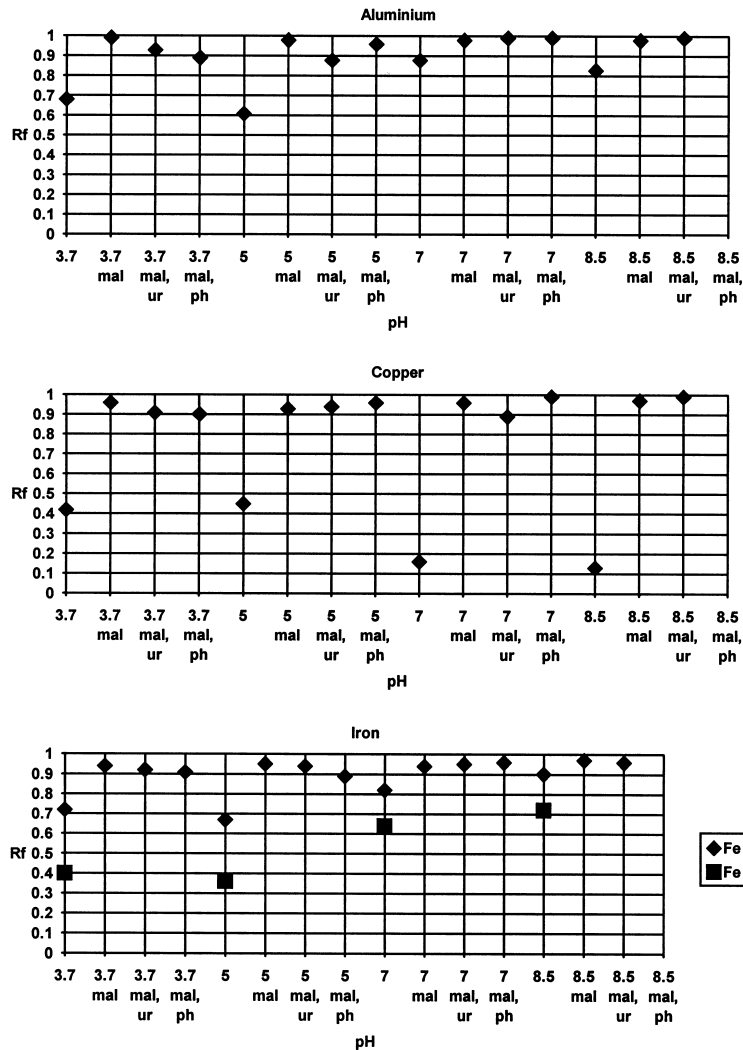 Aluminium
1
0.9
0.8
0.7
0.6
Rf 0.5
0.4
0.3
0.2
0.1
0
3.7 3.7 3.7 3.7 5 5 5 5 7 7 7 7 8.5 8.5 8.5 8.5
mal mal, mal, mal mal, mal, mal mal, mal, mal mal, mal,
ur ph ur ph ur ph ur ph
pH
Copper
1
0.9
0.8
0.7
0.6
Rf 0.5
0.4
0.3
0.2
0.1
0
3.7 3.7 3.7 3.7 5 5 5 5 7 7 7 7 8.5 8.5 8.5 8.5
mal mal, mal, mal mal, mal, mal mal, mal, mal mal, mal,
ur ph ur ph ur ph ur ph
pH
Iron
1
0.9
0.8
0.7
0.6
Rf 0.5
0.4
0.3
0.2
0.1
0
Fe
Fe
3.7 3.7 3.7 3.7 5 5 5 5 7 7 7 7 8.5 8.5 8.5 8.5
mal mal, mal, mal mal, mal, mal mal, mal, mal mal, mal,
ur ph ur ph ur ph ur ph
pH